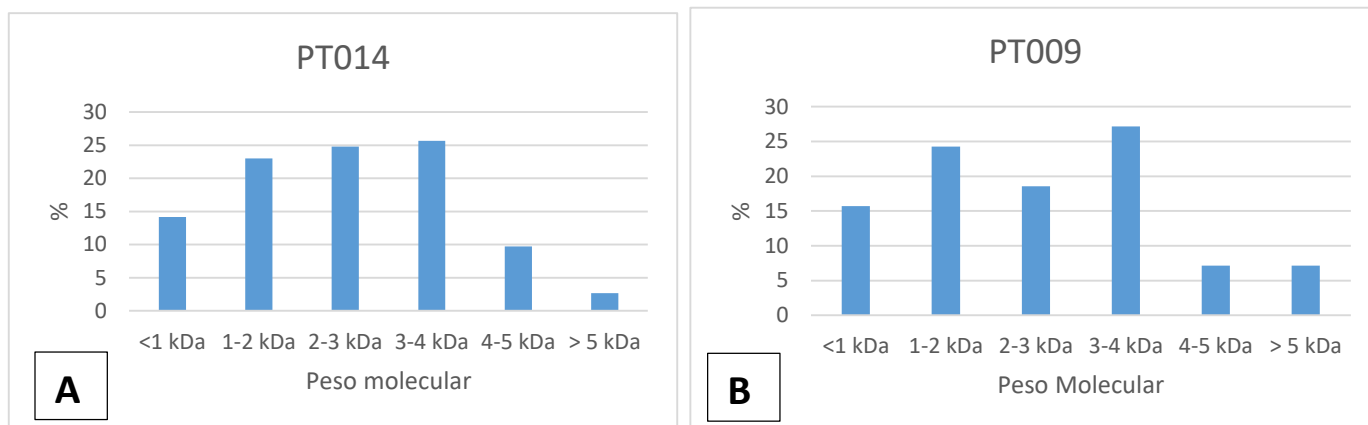 PT014
30
25
20
15
10
5
0
%
<1 kDa 1-2 kDa 2-3 kDa 3-4 kDa 4-5 kDa > 5 kDa
Peso molecular
A
PT009
30
25
20
15
10
5
0
%
<1 kDa 1-2 kDa 2-3 kDa 3-4 kDa 4-5 kDa > 5 kDa
Peso Molecular
B